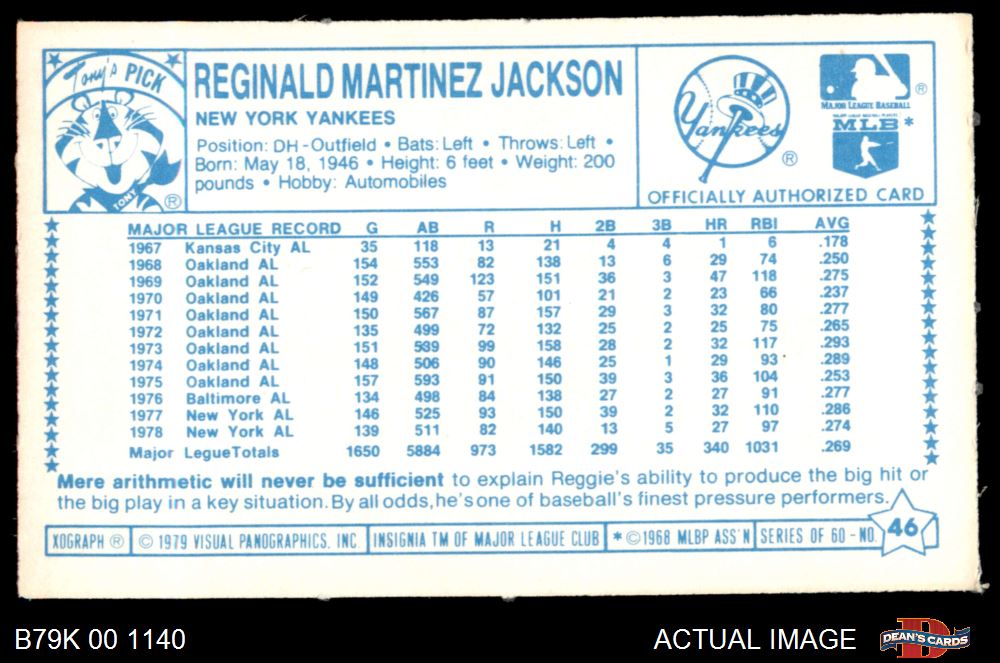 Tony's PICK
TONY
®
REGINALD MARTINEZ JACKSON
NEW YORK YANKEES
Position: DH-Outfield • Bats: Left • Throws: Left •
Born: May 18, 1946 • Height: 6 feet • Weight: 200
pounds • Hobby: Automobiles
Yankees
®
MAJOR LEAGUE BASEBALL
®
MLB *
OFFICIALLY AUTHORIZED CARD
MAJOR LEAGUE RECORD G AB R H 2B 3B HR RBI AVG
1967 Kansas City AL 35 118 13 21 4 4 1 6 .178
1968 Oakland AL 154 553 82 138 13 6 29 74 .250
1969 Oakland AL 152 549 123 151 36 3 47 118 .275
1970 Oakland AL 149 426 57 101 21 2 23 66 .237
1971 Oakland AL 150 567 87 157 29 3 32 80 .277
1972 Oakland AL 135 499 72 132 25 2 25 75 .265
1973 Oakland AL 151 539 99 158 28 2 32 117 .293
1974 Oakland AL 148 506 90 146 25 1 29 93 .289
1975 Oakland AL 157 593 91 150 39 3 36 104 .253
1976 Baltimore AL 134 498 84 138 27 2 27 91 .277
1977 New York AL 146 525 93 150 39 2 32 110 .286
1978 New York AL 139 511 82 140 13 5 27 97 .274
Major LegueTotals 1650 5884 973 1582 299 35 340 1031 .269
Mere arithmetic will never be sufficient to explain Reggie's ability to produce the big hit or
the big play in a key situation. By all odds, he's one of baseball's finest pressure performers.
XOGRAPH ® © 1979 VISUAL PANOGRAPHICS, INC. INSIGNIA TM OF MAJOR LEAGUE CLUB *©1968 MLBP ASS'N SERIES OF 60 - NO. 46
B79K 00 1140
ACTUAL IMAGE
D
DEAN'S CARDS